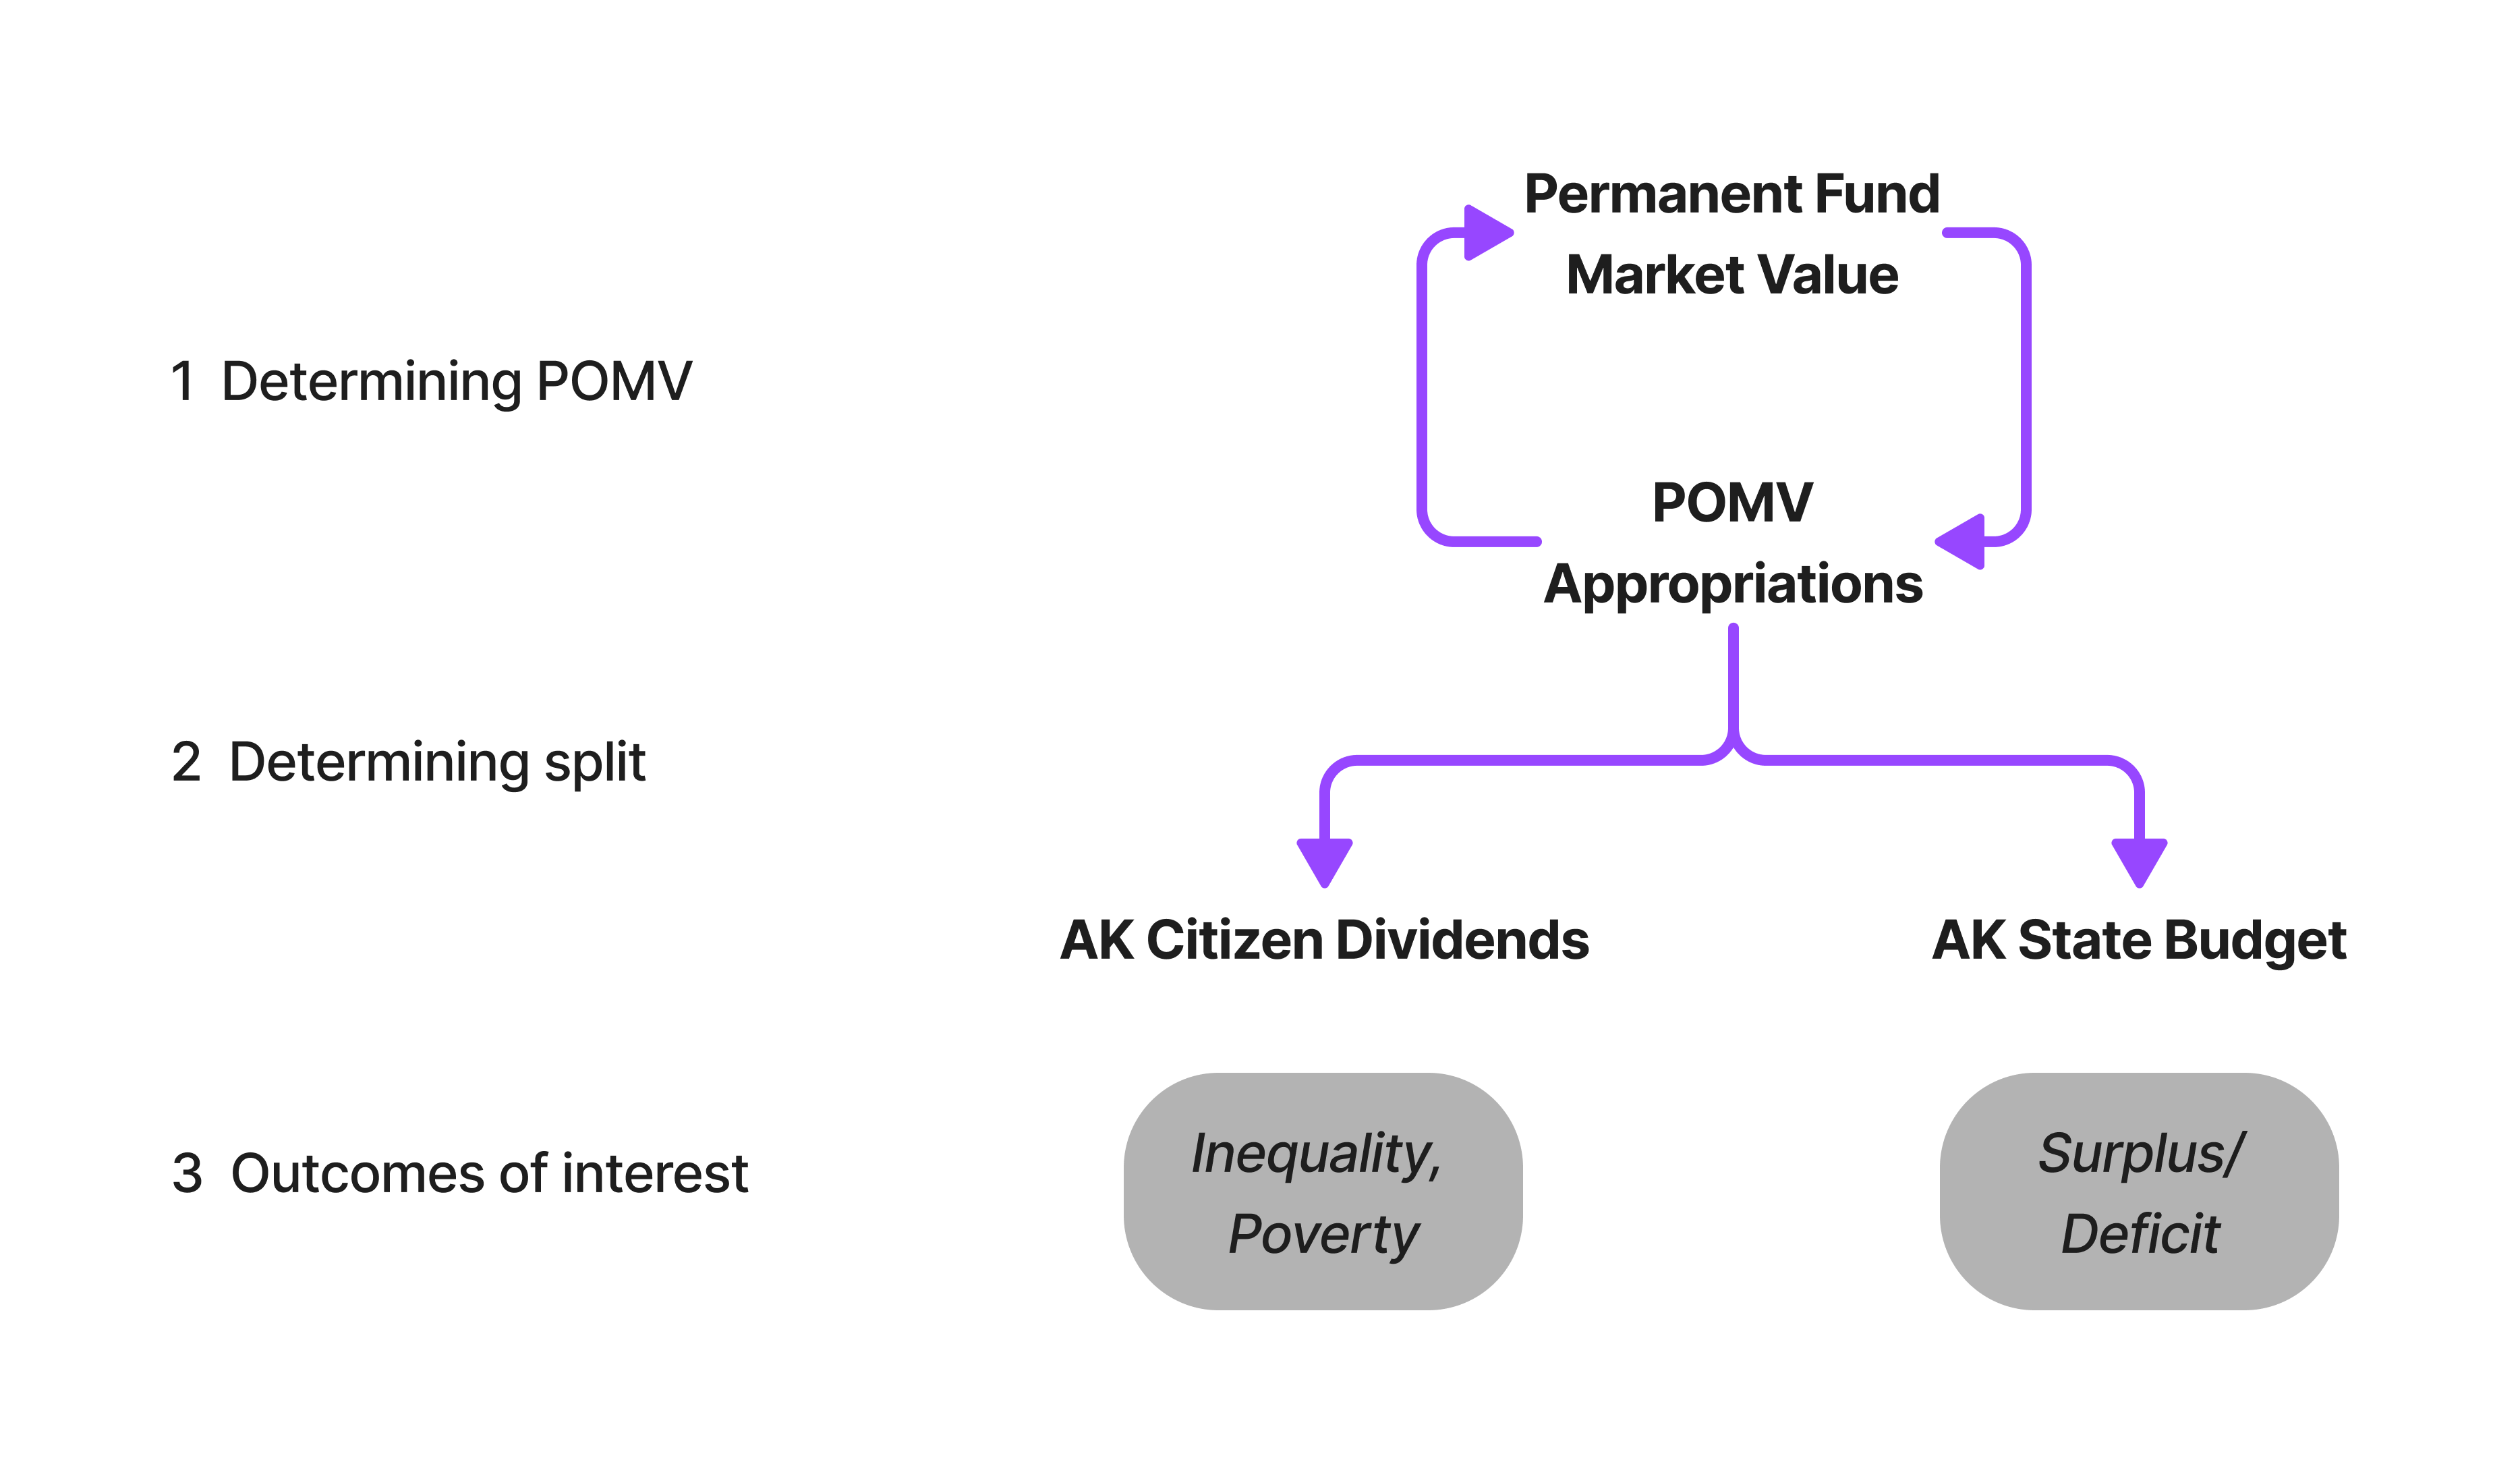 Permanent Fund
Market Value
1 Determining POMV
POMV
Appropriations
2 Determining split
AK Citizen Dividends
AK State Budget
3 Outcomes of interest
Inequality,
Poverty
Surplus/
Deficit